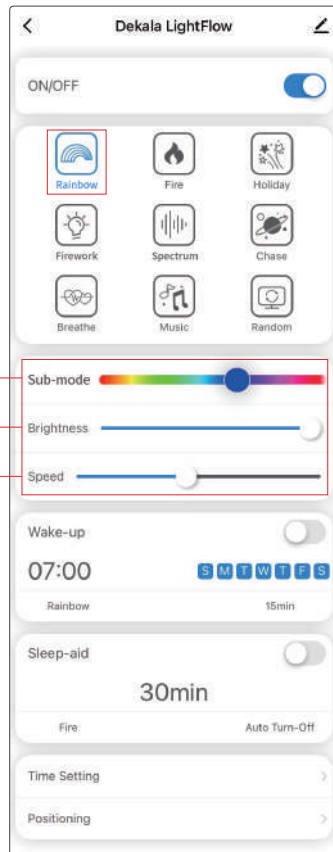 Dekala LightFlow
ON/OFF
Rainbow Fire Holiday
Firework Spectrum Chase
Breathe Music Random
Sub-mode
Brightness
Speed
Wake-up
07:00 S M T W T F S
Rainbow 15min
Sleep-aid
30min
Fire Auto Turn-Off
Time Setting
Positioning